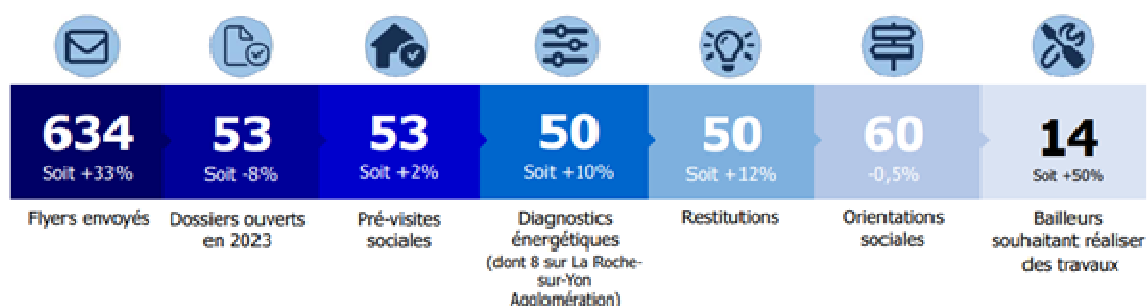 634
Soit +33%
Flyers envoyés
53
Soit -8%
Dossiers ouverts
en 2023
53
Soit +2%
Pré-visites
sociales
50
Soit +10%
Diagnostics
énergétiques
(dont 8 sur La Roche-
sur-Yon
Agglomération)
50
Soit +12%
Restitutions
60
-0,5%
Orientations
sociales
14
Soit +50%
Bailleurs
souhaitant réaliser
des travaux